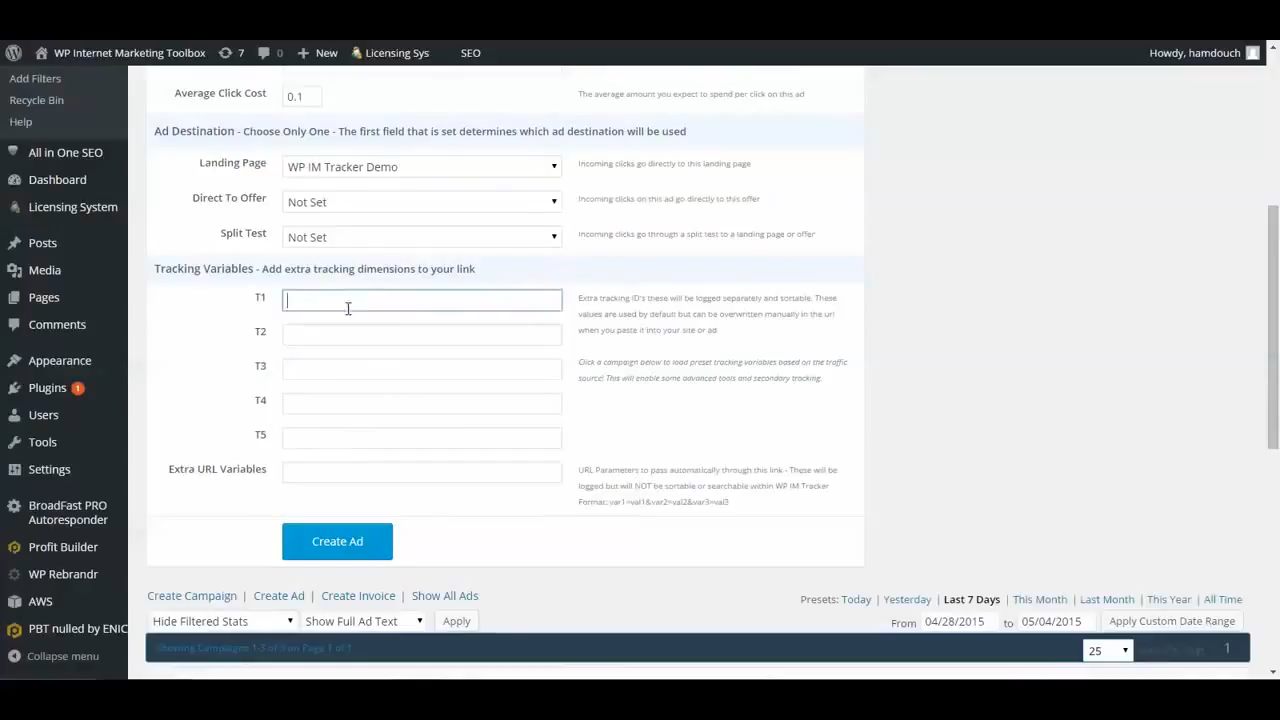 WP Internet Marketing Toolbox 7 0 New Licensing Sys SEO Howdy, hamdouch
Add Filters
Recycle Bin
Help
All in One SEO
Dashboard
Licensing System
Posts
Media
Pages
Comments
Appearance
Plugins 1
Users
Tools
Settings
BroadFast PRO
Autoresponder
Profit Builder
WP Rebrandr
AWS
PBT nulled by ENIC
Collapse menu
Average Click Cost 0.1 The average amount you expect to spend per click on this ad
Ad Destination - Choose Only One - The first field that is set determines which ad destination will be used
Landing Page WP IM Tracker Demo Incoming clicks go directly to this landing page
Direct To Offer Not Set Incoming clicks on this ad go directly to this offer
Split Test Not Set Incoming clicks go through a split test to a landing page or offer
Tracking Variables - Add extra tracking dimensions to your link
T1 Extra tracking ID's these will be logged separately and sortable. These
values are used by default but can be overwritten manually in the url
T2 when you paste it into your site or ad
T3 Click a campaign below to load preset tracking variables based on the traffic
source! This will enable some advanced tools and secondary tracking.
T4
T5
Extra URL Variables URL Parameters to pass automatically through this link - These will be
logged but will NOT be sortable or searchable within WP IM Tracker
Format: var1=val1&var2=val2&var3=val3
Create Ad
Create Campaign | Create Ad | Create Invoice | Show All Ads Presets: Today | Yesterday | Last 7 Days | This Month | Last Month | This Year | All Time
Hide Filtered Stats Show Full Ad Text Apply From 04/28/2015 to 05/04/2015 Apply Custom Date Range
Showing Campaigns 1-3 of 3 on Page 1 of 1 25 1